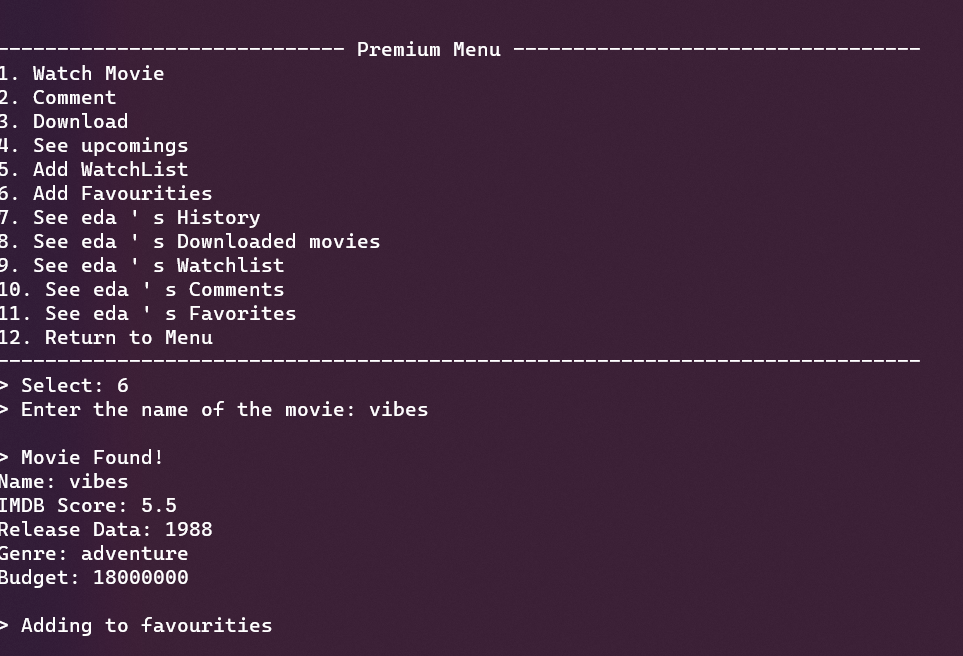 ----------------------------- Premium Menu ----------------------------------
1. Watch Movie
2. Comment
3. Download
4. See upcomings
5. Add WatchList
6. Add Favourities
7. See eda ' s History
8. See eda ' s Downloaded movies
9. See eda ' s Watchlist
10. See eda ' s Comments
11. See eda ' s Favorites
12. Return to Menu
-----------------------------------------------------------------------------
> Select: 6
> Enter the name of the movie: vibes
> Movie Found!
Name: vibes
IMDB Score: 5.5
Release Data: 1988
Genre: adventure
Budget: 18000000
> Adding to favourities